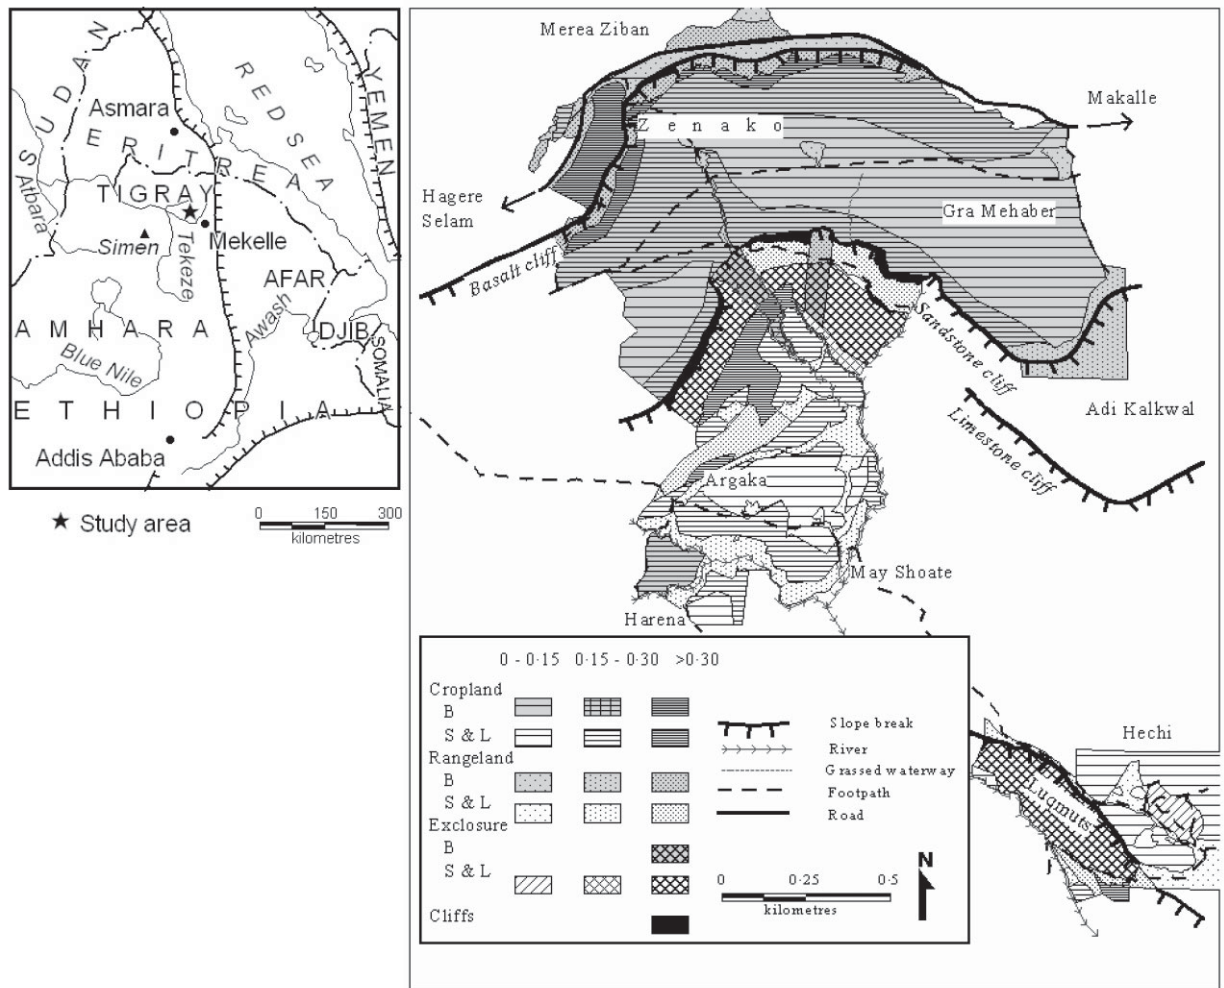 SUDAN
YEMEN
RED SEA
Asmara
ERITREA
Atbara
TIGRAY
Simen
Tekeze
Mekelle
AFAR
Awash
AMHARA
DJIB.
SOMALIA
Blue Nile
ETHIOPIA
Addis Ababa
★ Study area
0 150 300
kilometres
Merea Ziban
Makalle
Zenako
Hagere
Selam
Gra Mehaber
Basalt cliff
Sandstone cliff
Adi Kalkwal
Limestone cliff
Argaka
May Shoate
Harena
Hechi
Luqmuts
0 - 0·15 0·15 - 0·30 >0·30
Cropland
B
S & L
Rangeland
B
S & L
Exclosure
B
S & L
Cliffs
Slope break
River
Grassed waterway
Footpath
Road
N
0 0·25 0·5
kilometres